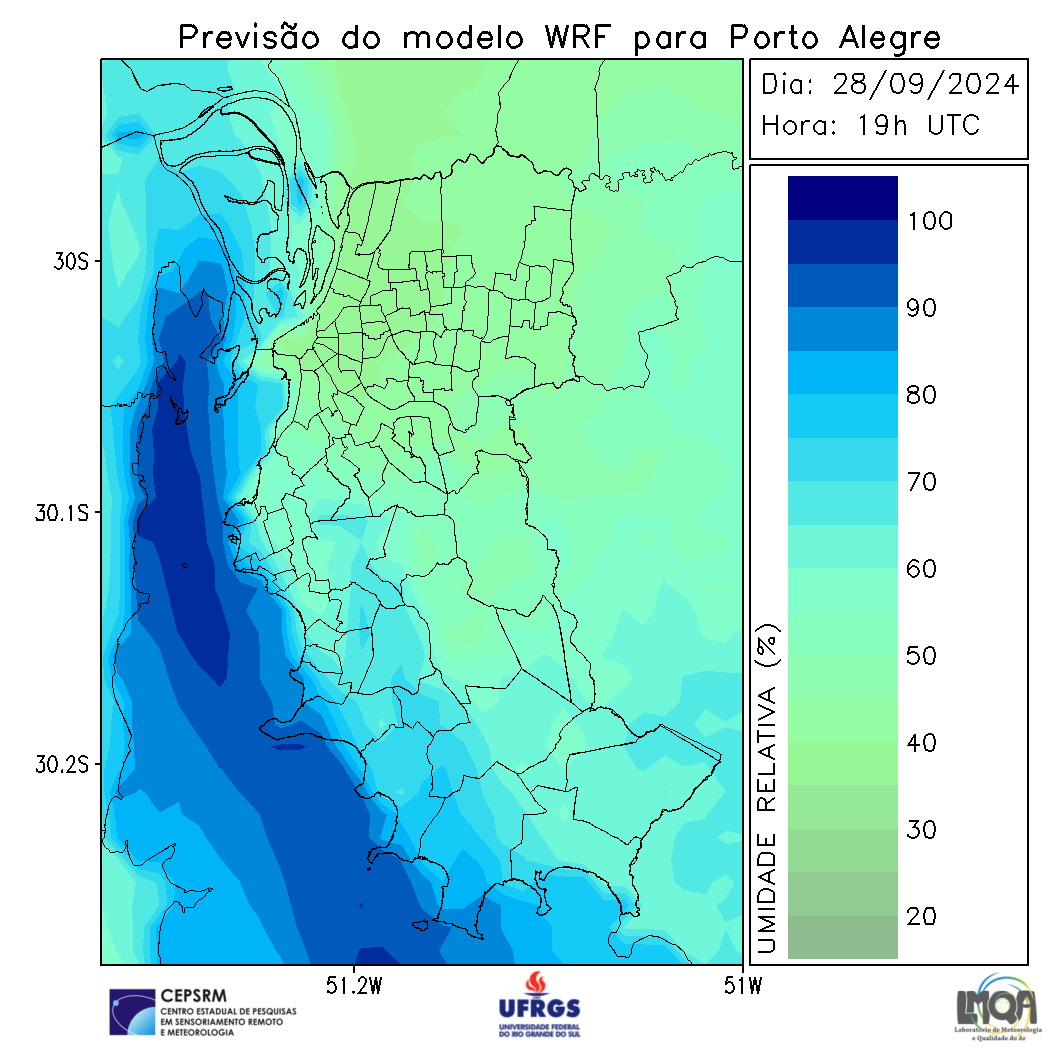 Previsão do modelo WRF para Porto Alegre
Dia: 28/09/2024
Hora: 19h UTC
30S
30.1S
30.2S
51.2W
51W
100
90
80
70
60
50
40
30
20
UMIDADE RELATIVA (%)
CEPSRM
CENTRO ESTADUAL DE PESQUISAS
EM SENSORIAMENTO REMOTO
E METEOROLOGIA
UFRGS
UNIVERSIDADE FEDERAL
DO RIO GRANDE DO SUL
LMQA
Laboratório de Meteorologia
e Qualidade do Ar